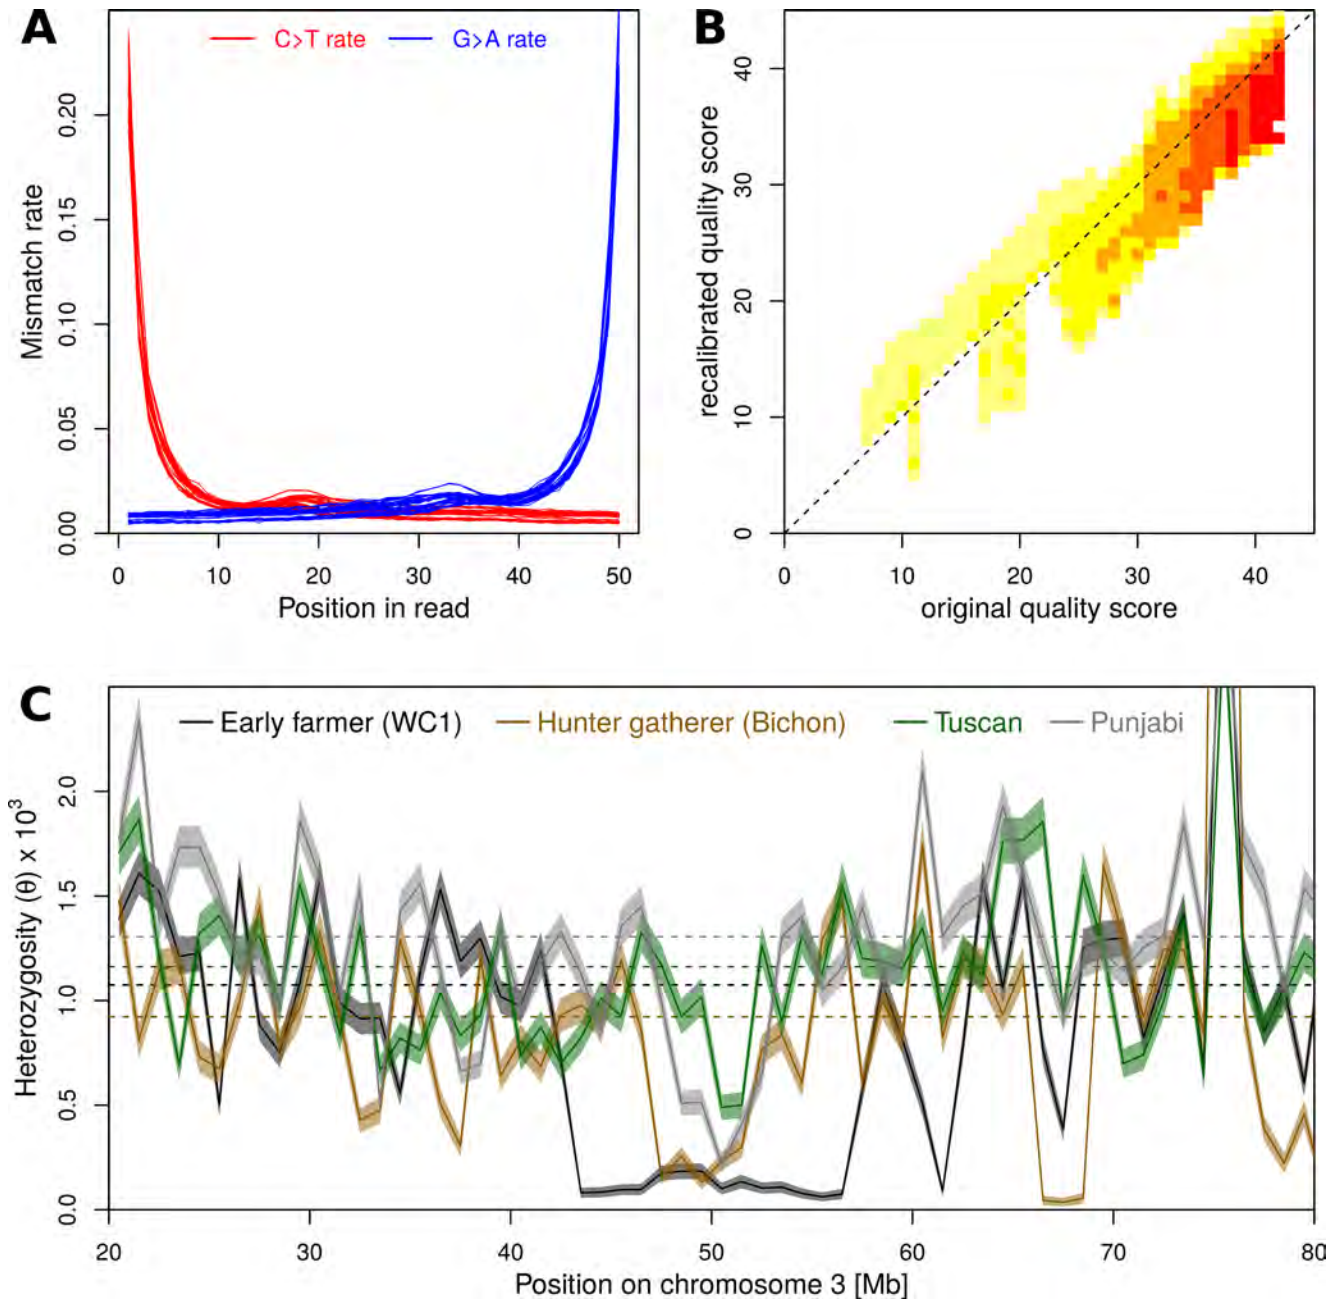 A
C>T rate
G>A rate
Mismatch rate
0.20
0.15
0.10
0.05
0.00
0 10 20 30 40 50
Position in read
B
recalibrated quality score
40
30
20
10
0
0 10 20 30 40
original quality score
C
Early farmer (WC1)
Hunter gatherer (Bichon)
Tuscan
Punjabi
Heterozygosity (θ) x 10³
2.0
1.5
1.0
0.5
0.0
20 30 40 50 60 70 80
Position on chromosome 3 [Mb]